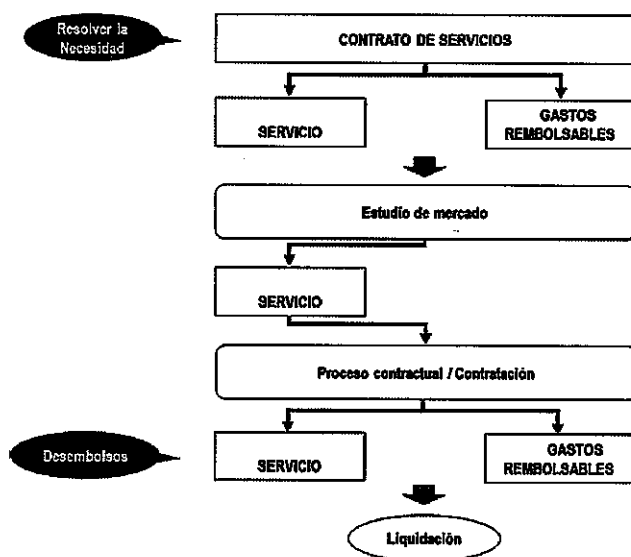 Resolver la
Necesidad
CONTRATO DE SERVICIOS
SERVICIO
GASTOS
REMBOLSABLES
Estudio de mercado
SERVICIO
Proceso contractual / Contratación
Desembolsos
SERVICIO
GASTOS
REMBOLSABLES
Liquidación